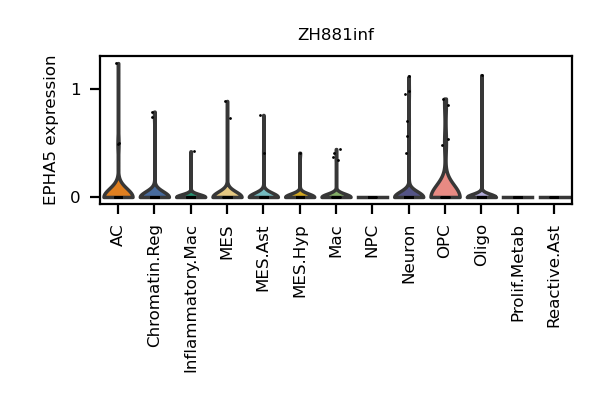 ZH881inf
EPHA5 expression
1
0
AC
Chromatin.Reg
Inflammatory.Mac
MES
MES.Ast
MES.Hyp
Mac
NPC
Neuron
OPC
Oligo
Prolif.Metab
Reactive.Ast